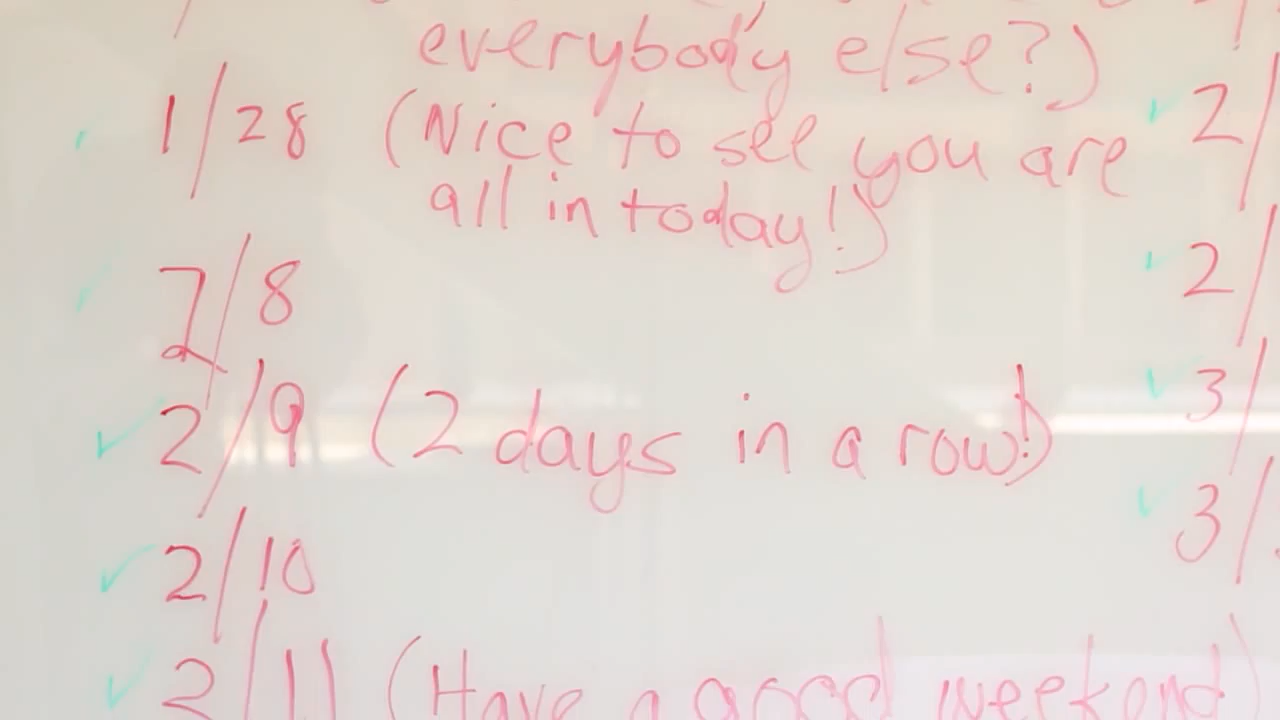 everybody else?)
1/28 (Nice to see you are
all in today!)
2/8
2/9 (2 days in a row!)
2/10
2/11 (Have a good weekend)
2/
2/
3/
3/